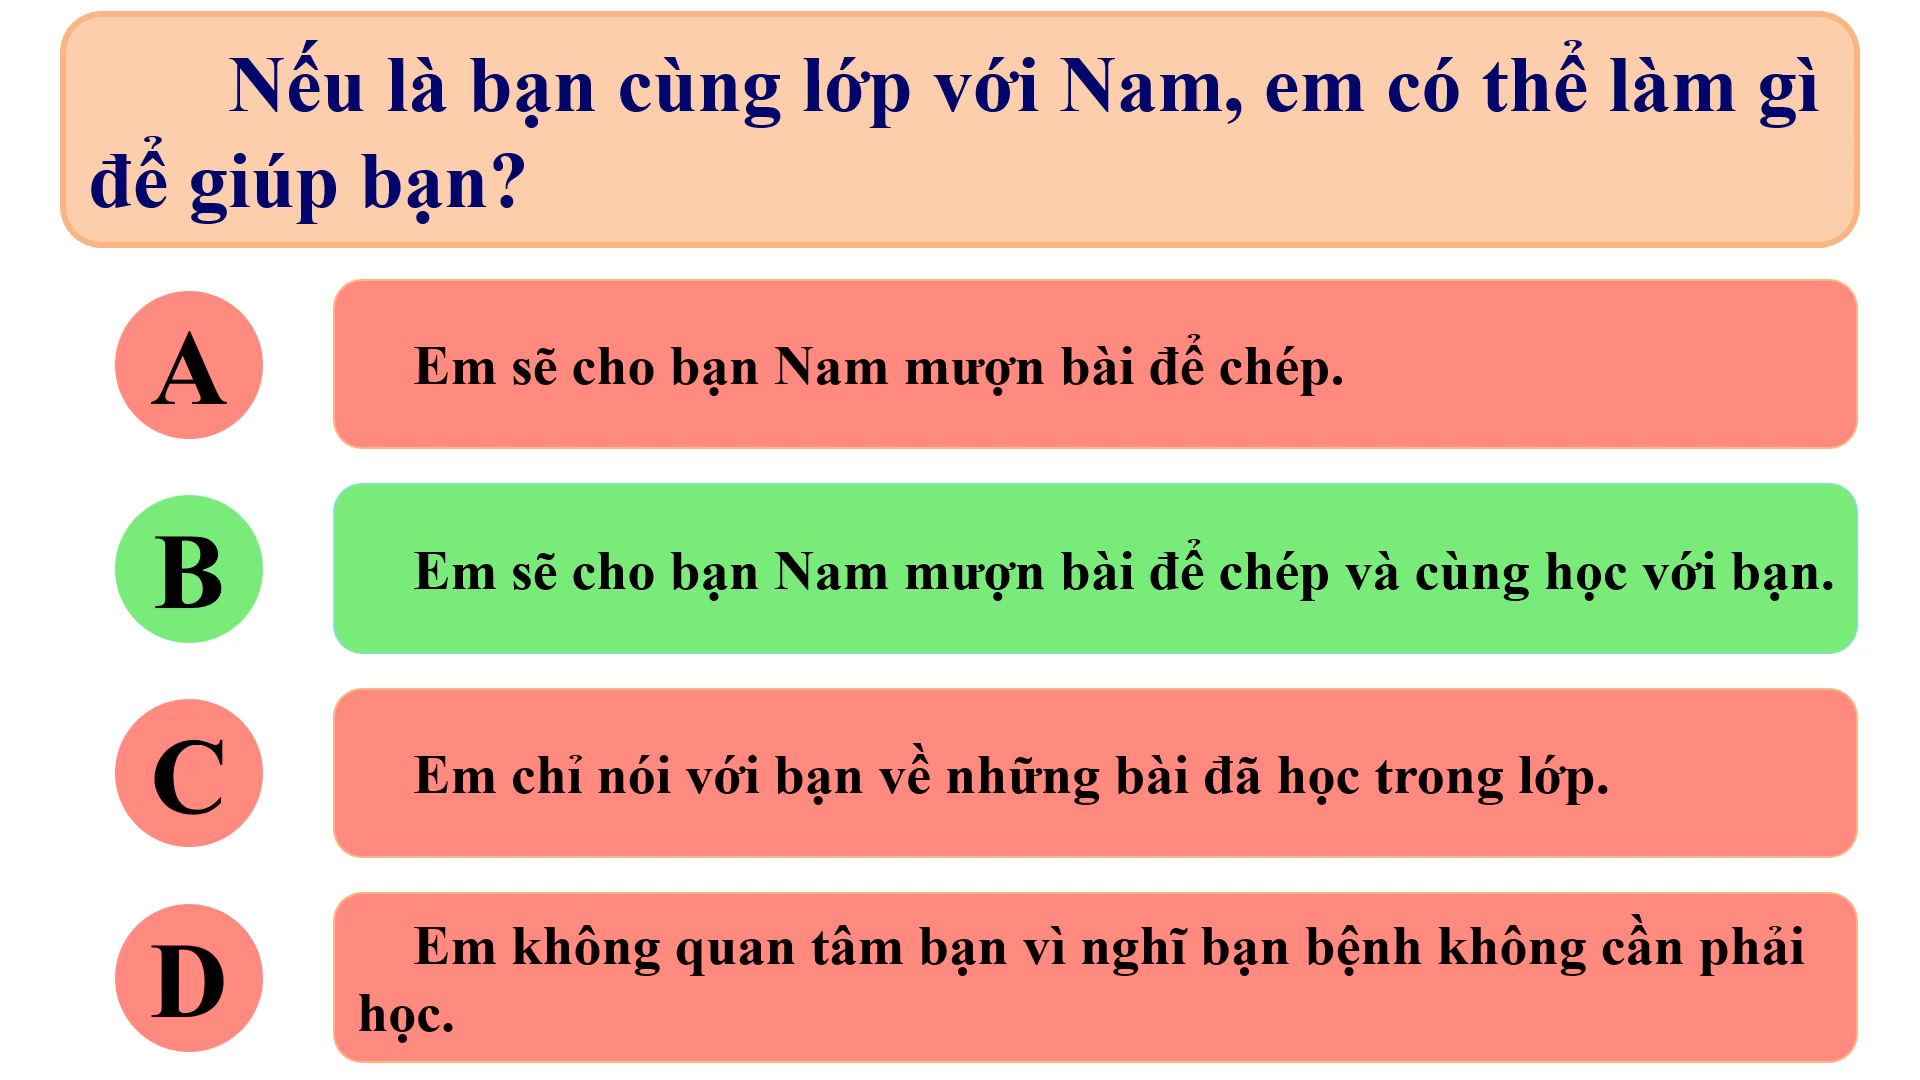 Nếu là bạn cùng lớp với Nam, em có thể làm gì
để giúp bạn?
A
Em sẽ cho bạn Nam mượn bài để chép.
B
Em sẽ cho bạn Nam mượn bài để chép và cùng học với bạn.
C
Em chỉ nói với bạn về những bài đã học trong lớp.
D
Em không quan tâm bạn vì nghĩ bạn bệnh không cần phải
học.